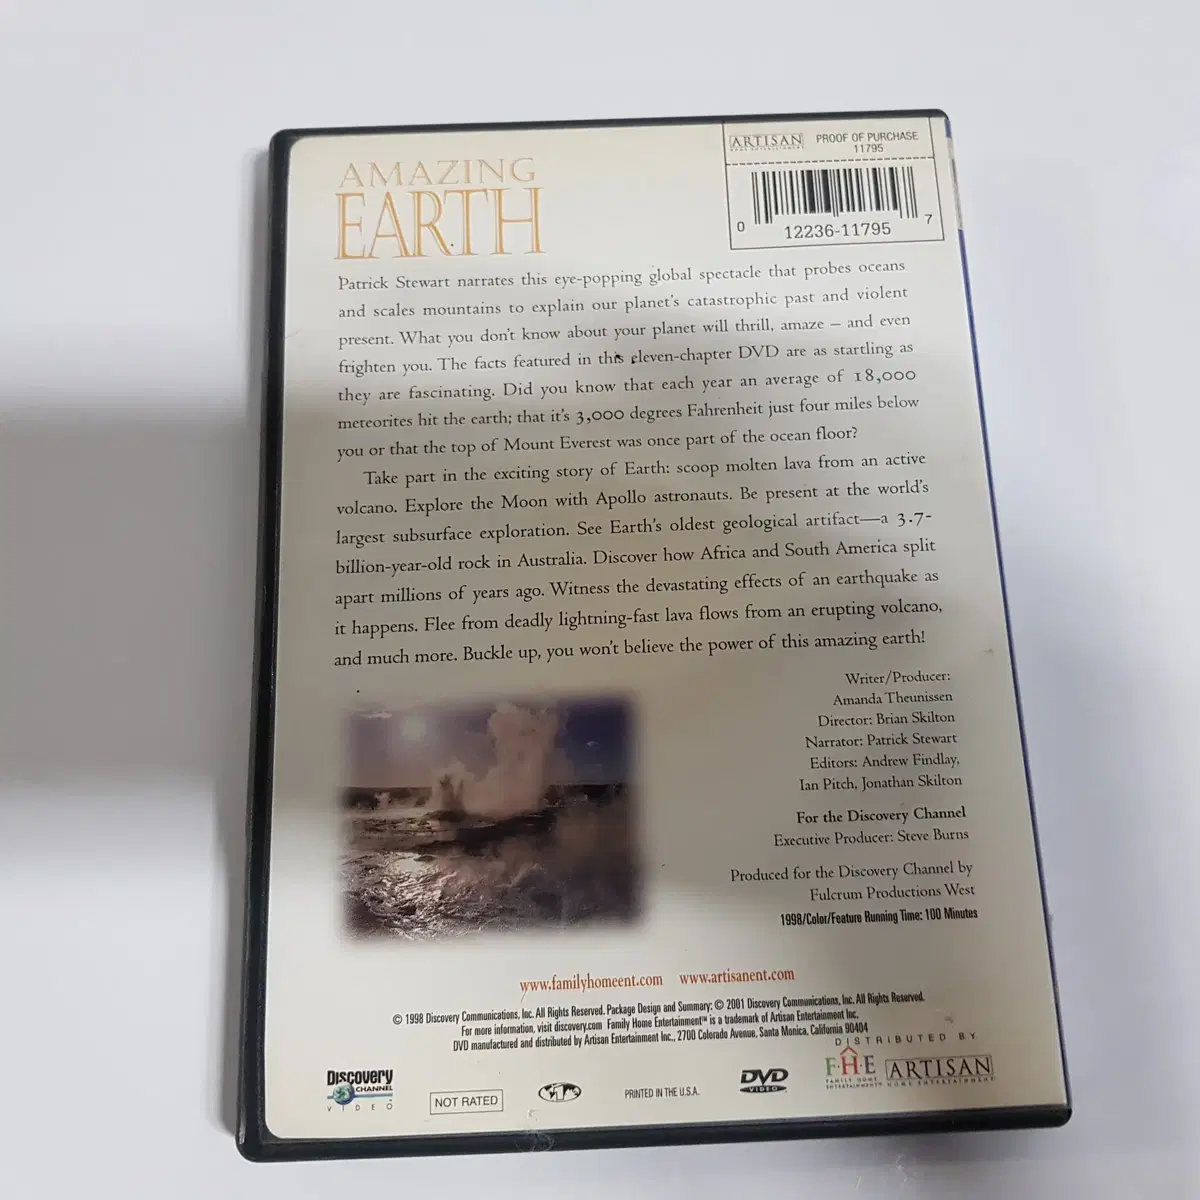 AMAZING
EARTH
ARTISAN
HOME ENTERTAINMENT
PROOF OF PURCHASE
11795
0 12236-11795 7
Patrick Stewart narrates this eye-popping global spectacle that probes oceans
and scales mountains to explain our planet's catastrophic past and violent
present. What you don't know about your planet will thrill, amaze – and even
frighten you. The facts featured in this eleven-chapter DVD are as startling as
they are fascinating. Did you know that each year an average of 18,000
meteorites hit the earth; that it's 3,000 degrees Fahrenheit just four miles below
you or that the top of Mount Everest was once part of the ocean floor?
Take part in the exciting story of Earth: scoop molten lava from an active
volcano. Explore the Moon with Apollo astronauts. Be present at the world's
largest subsurface exploration. See Earth's oldest geological artifact—a 3.7-
billion-year-old rock in Australia. Discover how Africa and South America split
apart millions of years ago. Witness the devastating effects of an earthquake as
it happens. Flee from deadly lightning-fast lava flows from an erupting volcano,
and much more. Buckle up, you won't believe the power of this amazing earth!
Writer/Producer:
Amanda Theunissen
Director: Brian Skilton
Narrator: Patrick Stewart
Editors: Andrew Findlay,
Ian Pitch, Jonathan Skilton
For the Discovery Channel
Executive Producer: Steve Burns
Produced for the Discovery Channel by
Fulcrum Productions West
1998/Color/Feature Running Time: 100 Minutes
www.familyhomeent.com www.artisanent.com
© 1998 Discovery Communications, Inc. All Rights Reserved. Package Design and Summary: © 2001 Discovery Communications, Inc. All Rights Reserved.
For more information, visit discovery.com Family Home Entertainment™ is a trademark of Artisan Entertainment Inc.
DVD manufactured and distributed by Artisan Entertainment Inc., 2700 Colorado Avenue, Santa Monica, California 90404
DISTRIBUTED BY
Discovery
CHANNEL
VIDEO
NOT RATED
PRINTED IN THE U.S.A.
DVD
VIDEO
FHE
FAMILY HOME
ENTERTAINMENT
ARTISAN
HOME ENTERTAINMENT